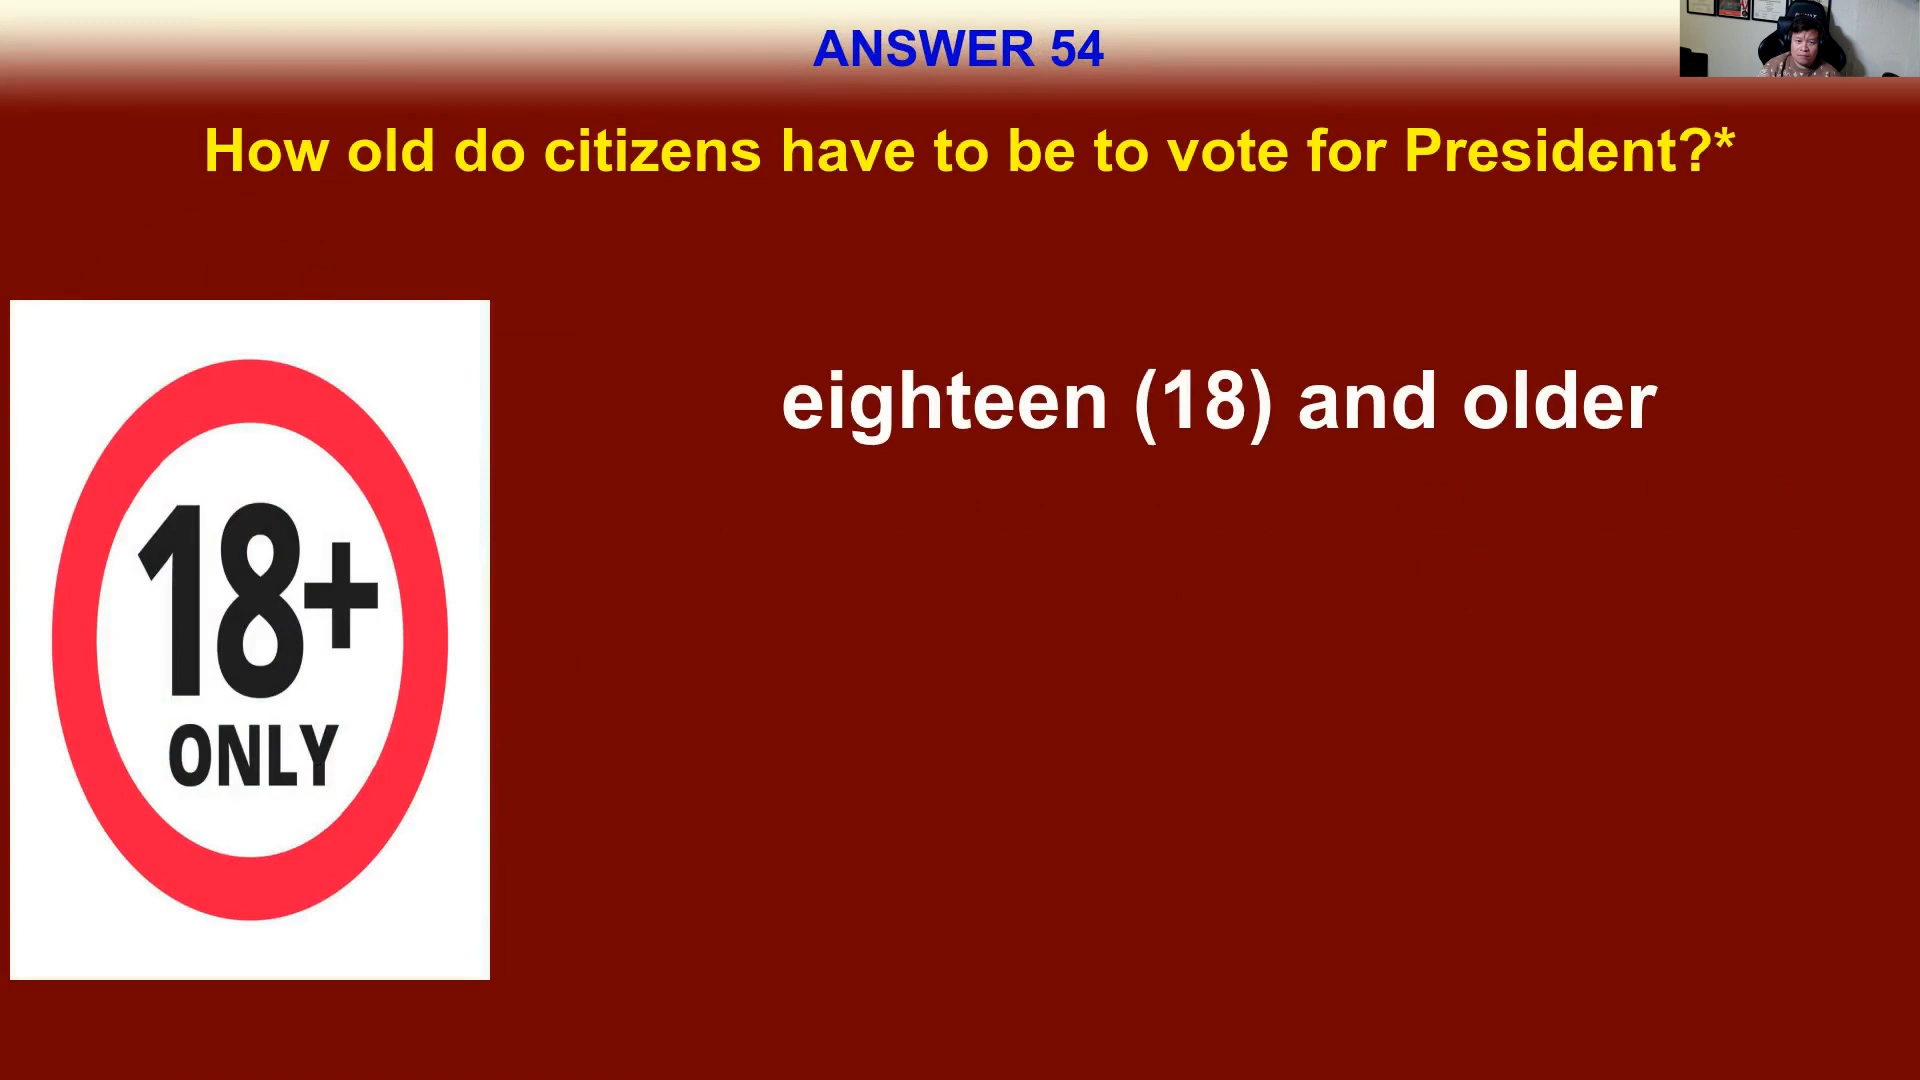 ANSWER 54
How old do citizens have to be to vote for President?*
eighteen (18) and older
18+
ONLY